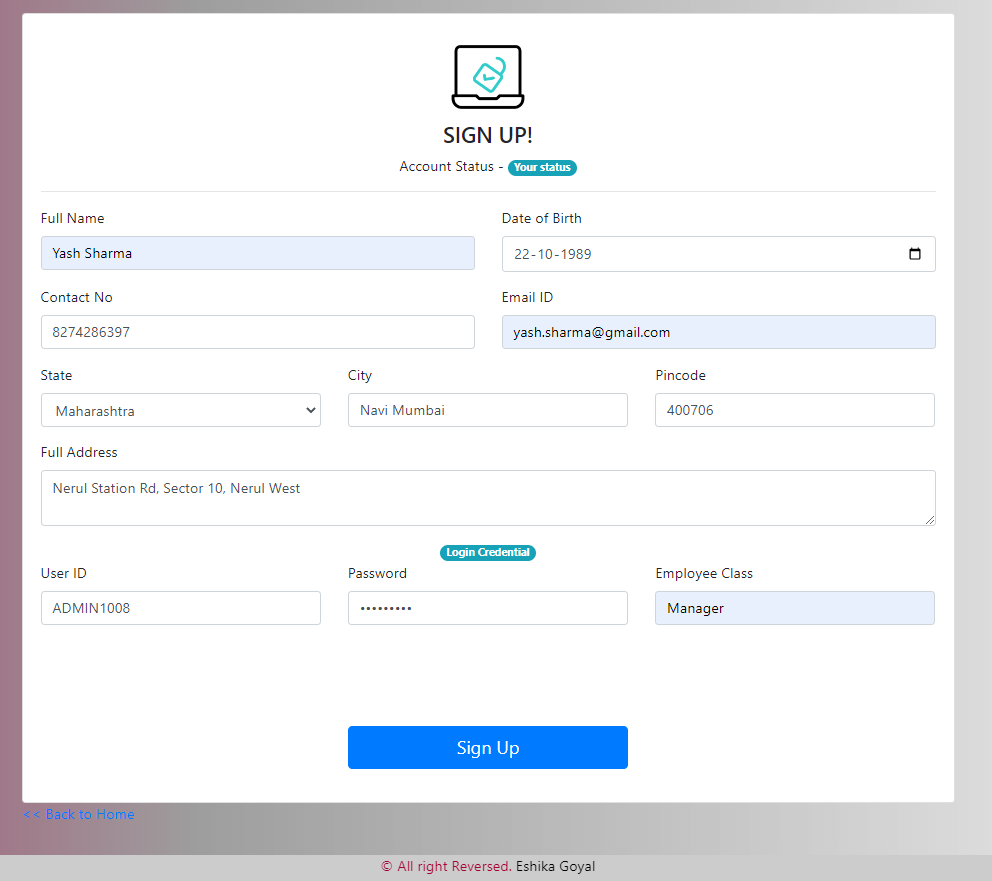 SIGN UP!
Account Status - Your status
Full Name
Date of Birth
Yash Sharma
22-10-1989
Contact No
Email ID
8274286397
yash.sharma@gmail.com
State
City
Pincode
Maharashtra
Navi Mumbai
400706
Full Address
Nerul Station Rd, Sector 10, Nerul West
Login Credential
User ID
Password
Employee Class
ADMIN1008
•••••••••
Manager
Sign Up
<< Back to Home
© All right Reversed. Eshika Goyal